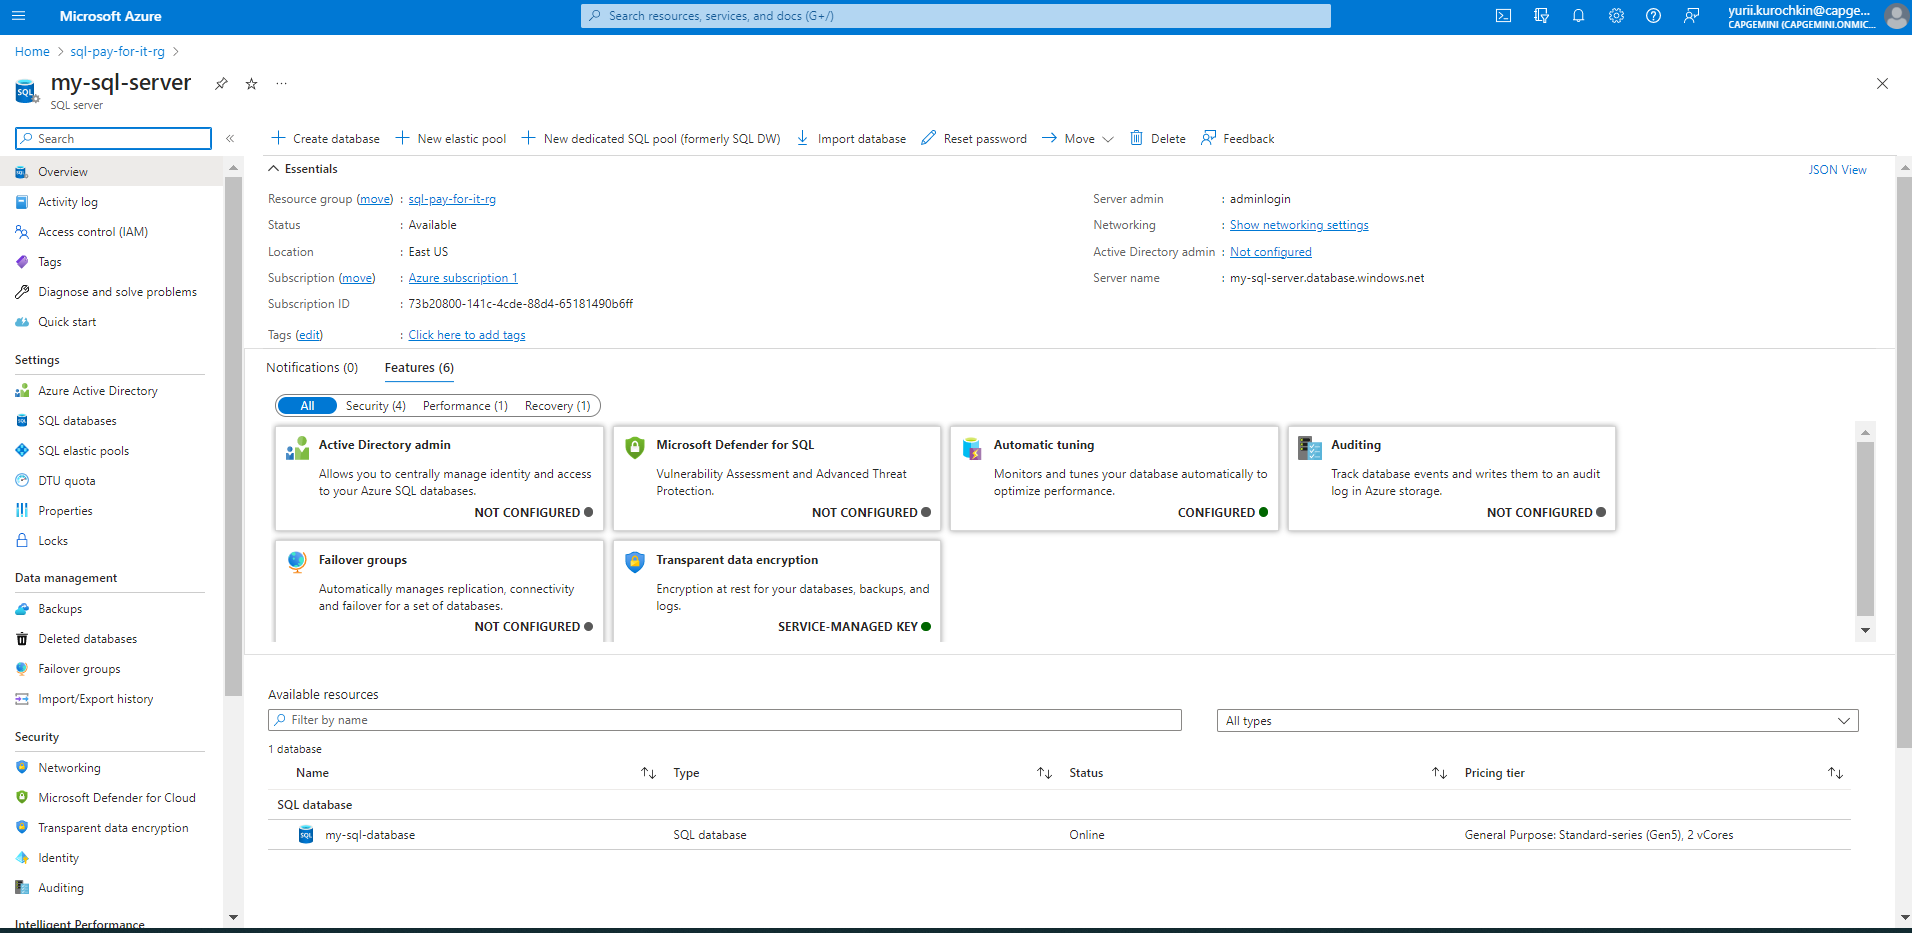 Microsoft Azure
Search resources, services, and docs (G+/)
yurii.kurochkin@capge...
CAPGEMINI (CAPGEMINI.ONMIC...
Home > sql-pay-for-it-rg >
my-sql-server
SQL server
Search
Overview
Activity log
Access control (IAM)
Tags
Diagnose and solve problems
Quick start
Settings
Azure Active Directory
SQL databases
SQL elastic pools
DTU quota
Properties
Locks
Data management
Backups
Deleted databases
Failover groups
Import/Export history
Security
Networking
Microsoft Defender for Cloud
Transparent data encryption
Identity
Auditing
Intelligent Performance
Create database New elastic pool New dedicated SQL pool (formerly SQL DW) Import database Reset password Move Delete Feedback
Essentials
JSON View
Resource group (move) : sql-pay-for-it-rg
Status : Available
Location : East US
Subscription (move) : Azure subscription 1
Subscription ID : 73b20800-141c-4cde-88d4-65181490b6ff
Tags (edit) : Click here to add tags
Server admin : adminlogin
Networking : Show networking settings
Active Directory admin : Not configured
Server name : my-sql-server.database.windows.net
Notifications (0) Features (6)
All Security (4) Performance (1) Recovery (1)
Active Directory admin
Allows you to centrally manage identity and access
to your Azure SQL databases.
NOT CONFIGURED
Microsoft Defender for SQL
Vulnerability Assessment and Advanced Threat
Protection.
NOT CONFIGURED
Automatic tuning
Monitors and tunes your database automatically to
optimize performance.
CONFIGURED
Auditing
Track database events and writes them to an audit
log in Azure storage.
NOT CONFIGURED
Failover groups
Automatically manages replication, connectivity
and failover for a set of databases.
NOT CONFIGURED
Transparent data encryption
Encryption at rest for your databases, backups, and
logs.
SERVICE-MANAGED KEY
Available resources
Filter by name
All types
1 database
Name Type Status Pricing tier
SQL database
my-sql-database SQL database Online General Purpose: Standard-series (Gen5), 2 vCores